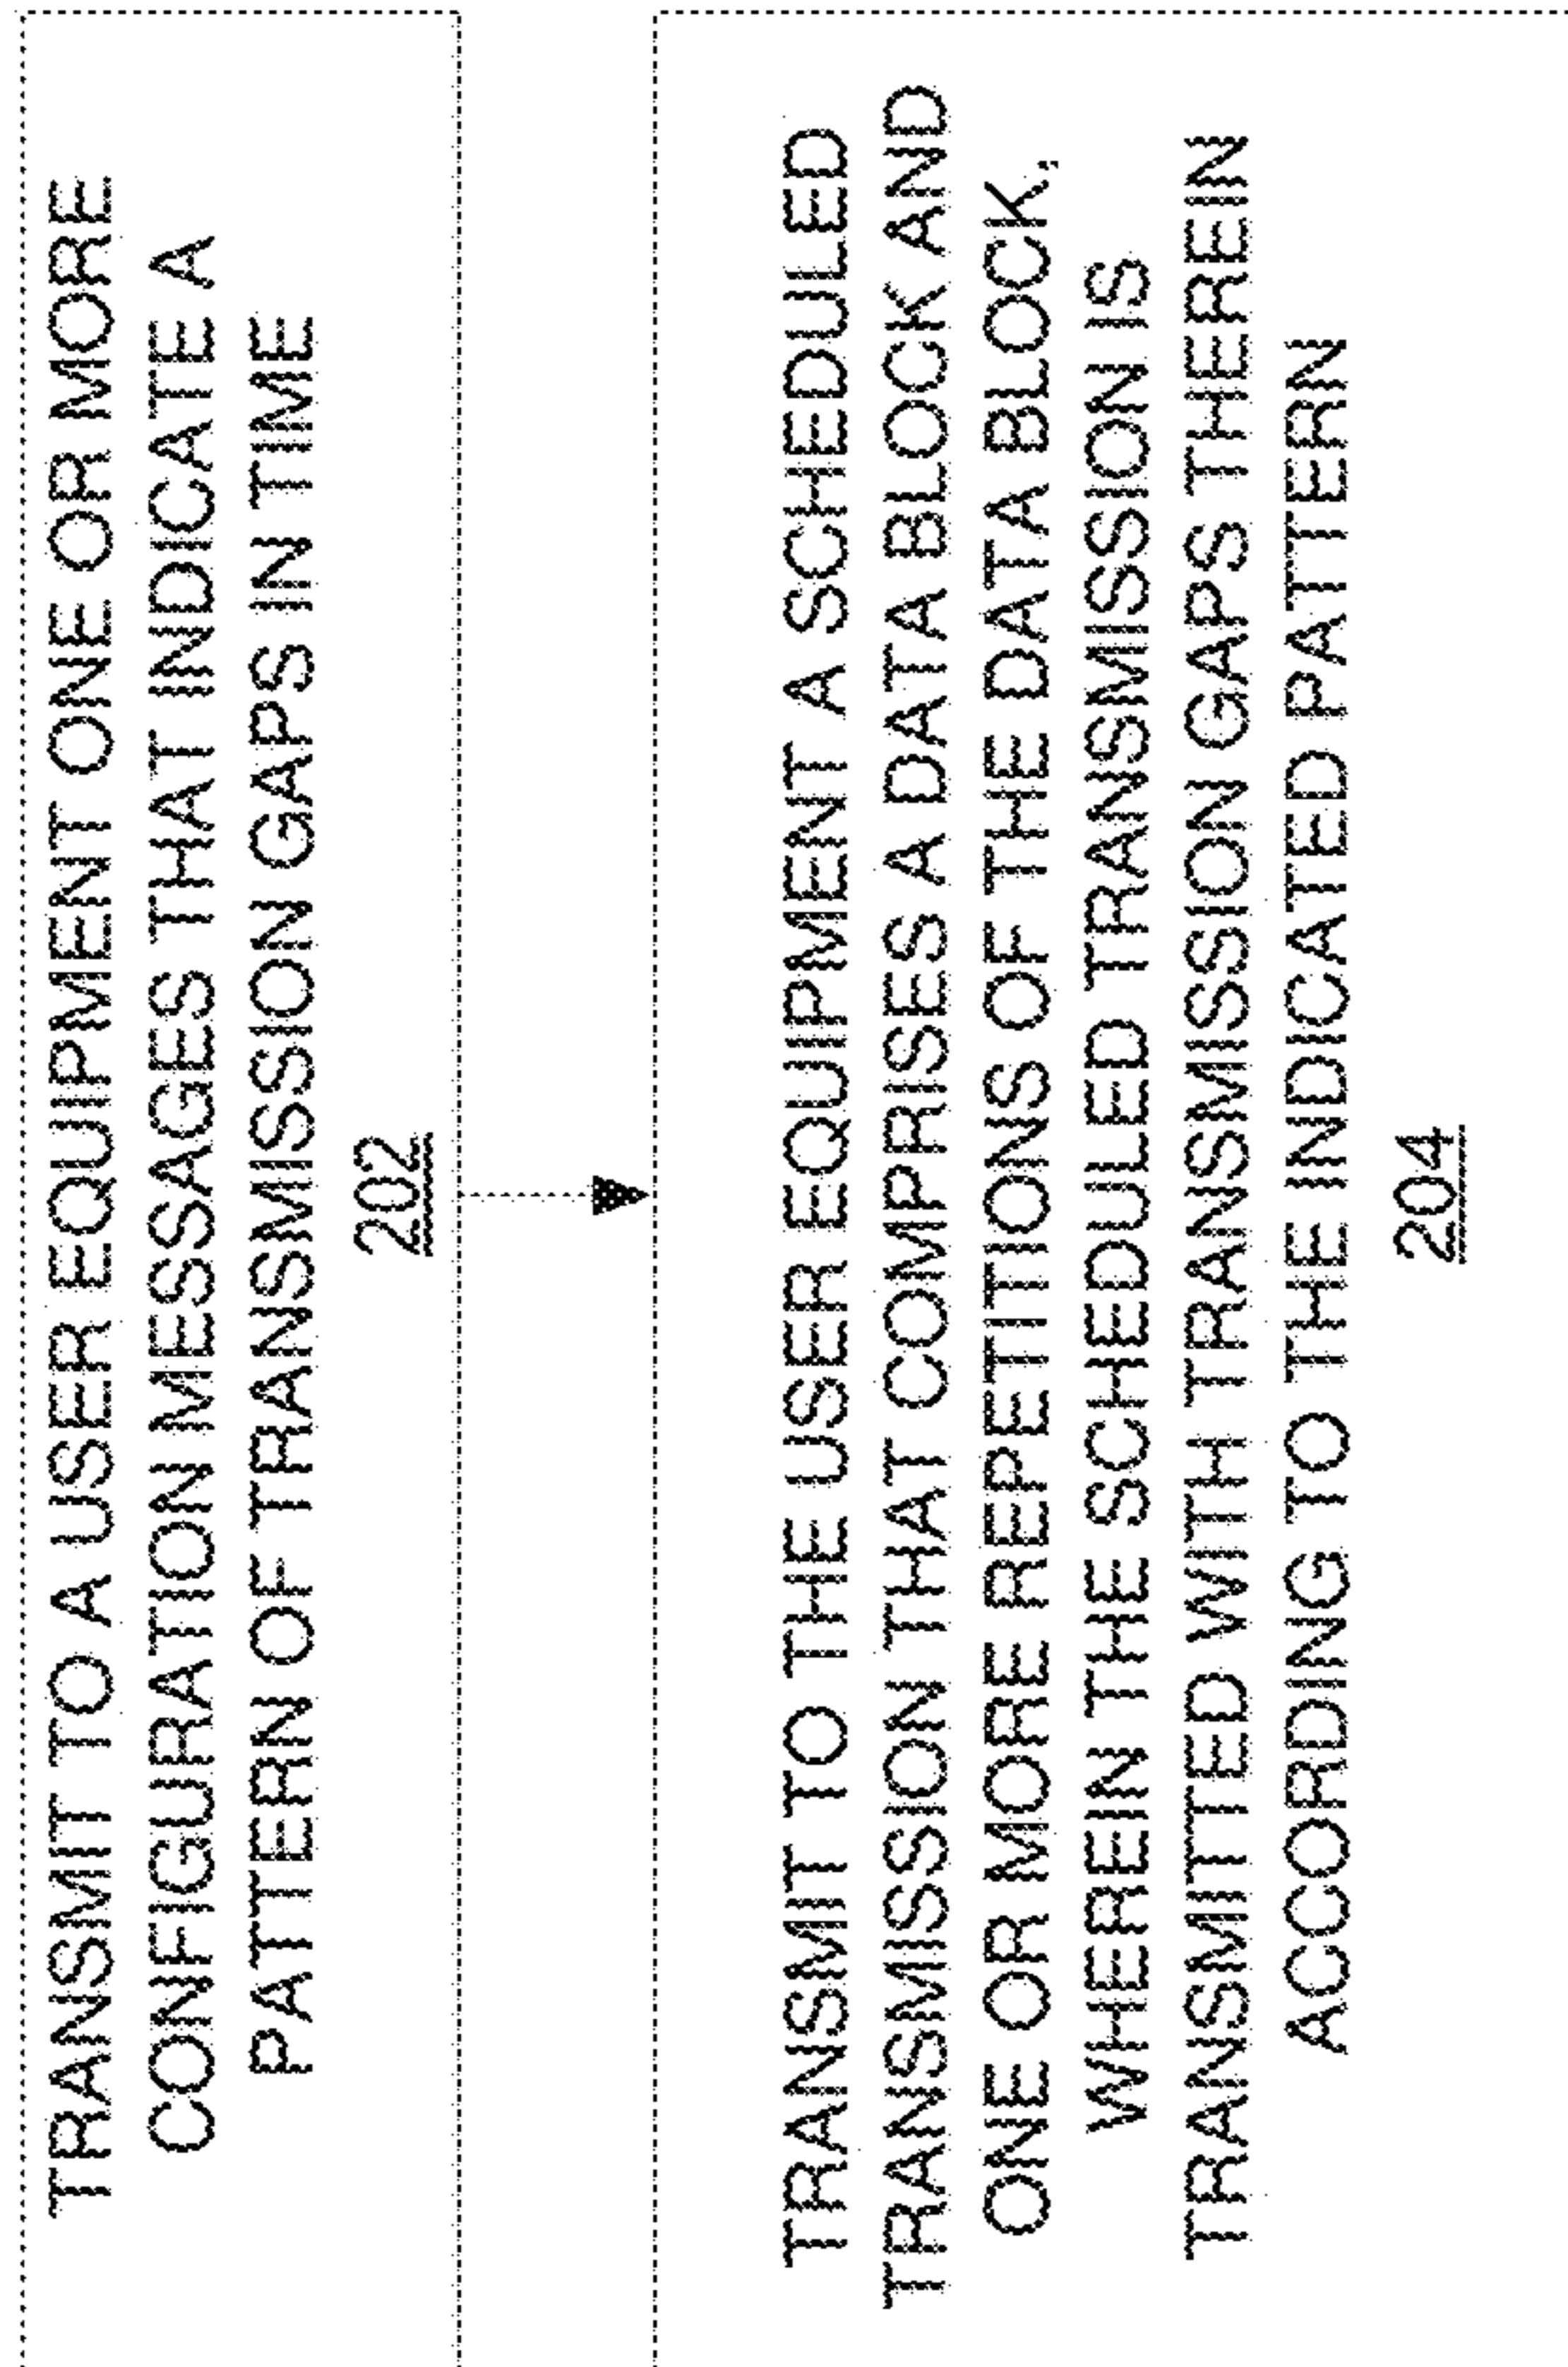 TRANSMIT TO A USER EQUIPMENT ONE OR MORE
CONFIGURATION MESSAGES THAT INDICATE A
PATTERN OF TRANSMISSION GAPS IN TIME
202
TRANSMIT TO THE USER EQUIPMENT A SCHEDULED
TRANSMISSION THAT COMPRISES A DATA BLOCK AND
ONE OR MORE REPETITIONS OF THE DATA BLOCK,
WHEREIN THE SCHEDULED TRANSMISSION IS
TRANSMITTED WITH TRANSMISSION GAPS THEREIN
ACCORDING TO THE INDICATED PATTERN
204